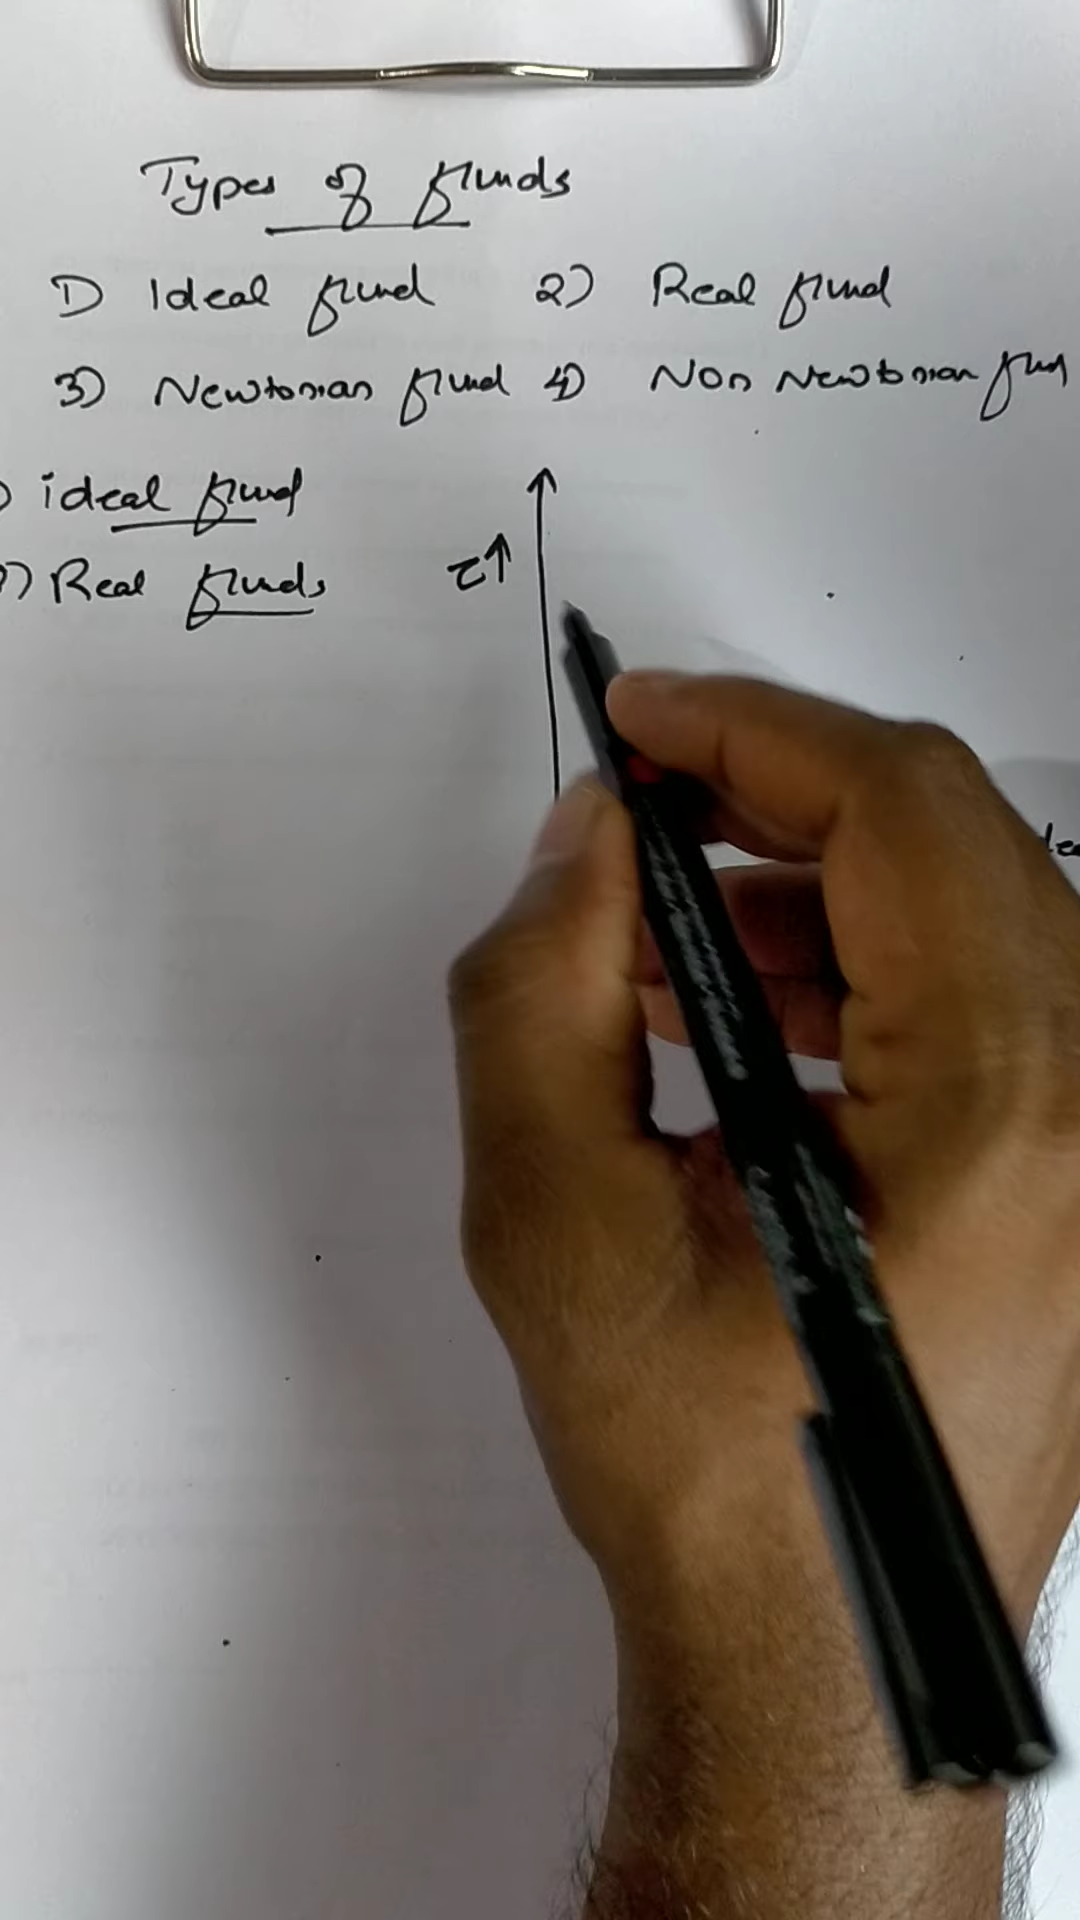 Types of fluids
1) Ideal fluid 2) Real fluid
3) Newtonian fluid 4) Non Newtonian fluid
ideal fluid
τ↑
2) Real fluids